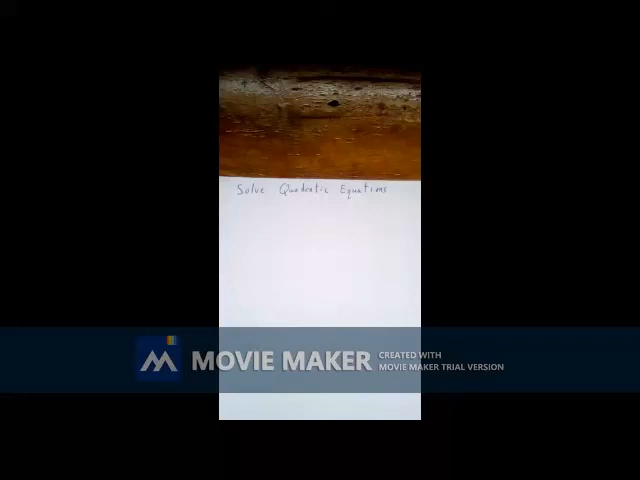 Solve Quadratic Equations
MOVIE MAKER
CREATED WITH
MOVIE MAKER TRIAL VERSION